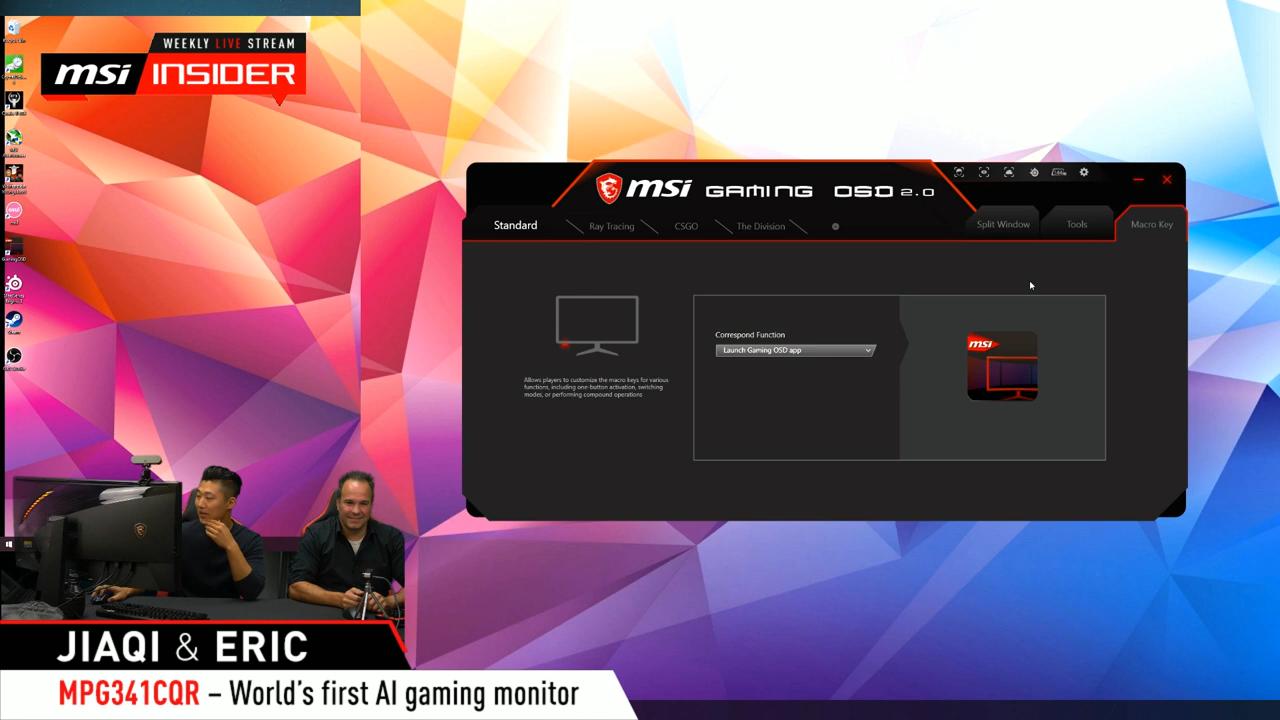 WEEKLY LIVE STREAM
msi INSIDER
msi GAMING OSD 2.0
Standard
Ray Tracing
CSGO
The Division
Split Window
Tools
Macro Key
Correspond Function
Launch Gaming OSD app
msi
Allows players to customize the macro keys for various
functions, including one-button activation, switching
modes, or performing compound operations
JIAQI & ERIC
MPG341CQR – World's first AI gaming monitor